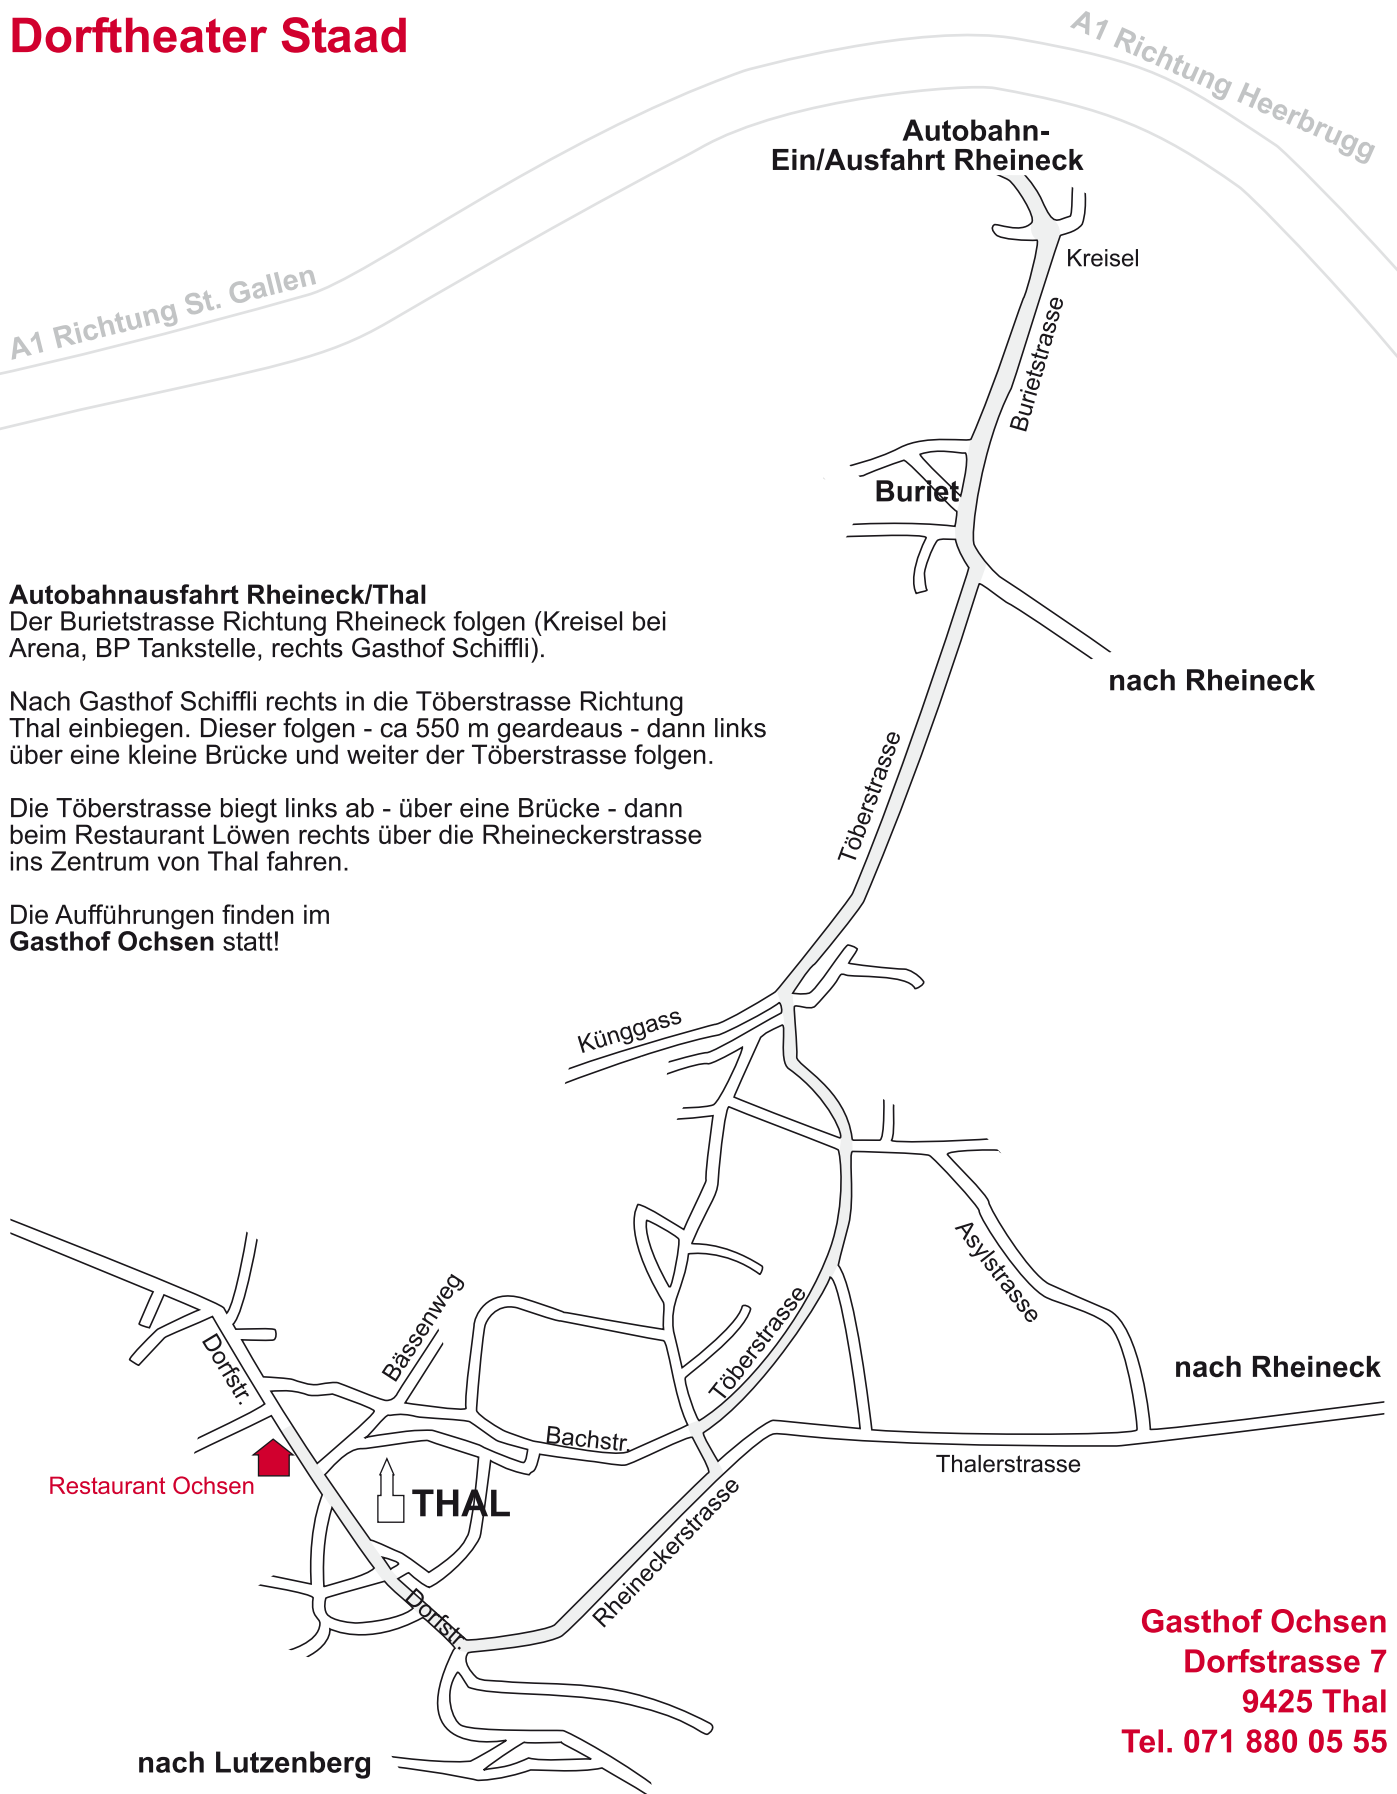 Dorftheater Staad
A1 Richtung Heerbrugg
Autobahn-
Ein/Ausfahrt Rheineck
Kreisel
A1 Richtung St. Gallen
Burietstrasse
Buriet
Autobahnausfahrt Rheineck/Thal
Der Burietstrasse Richtung Rheineck folgen (Kreisel bei
Arena, BP Tankstelle, rechts Gasthof Schiffli).
Nach Gasthof Schiffli rechts in die Töberstrasse Richtung
Thal einbiegen. Dieser folgen - ca 550 m geardeaus - dann links
über eine kleine Brücke und weiter der Töberstrasse folgen.
Die Töberstrasse biegt links ab - über eine Brücke - dann
beim Restaurant Löwen rechts über die Rheineckerstrasse
ins Zentrum von Thal fahren.
Die Aufführungen finden im
Gasthof Ochsen statt!
nach Rheineck
Töberstrasse
Künggass
Asylstrasse
Bässenweg
Töberstrasse
Dorfstr.
nach Rheineck
Bachstr.
Thalerstrasse
Restaurant Ochsen
THAL
Rheineckerstrasse
Dorfstr.
nach Lutzenberg
Gasthof Ochsen
Dorfstrasse 7
9425 Thal
Tel. 071 880 05 55